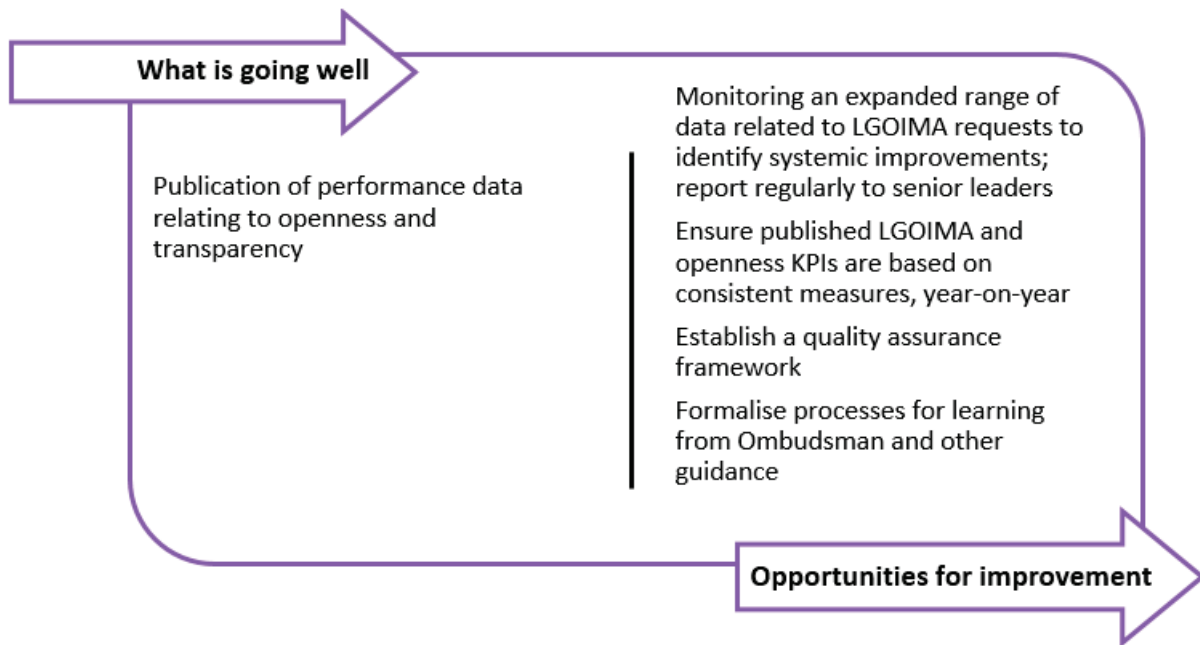 What is going well
Publication of performance data
relating to openness and
transparency
Monitoring an expanded range of
data related to LGOIMA requests to
identify systemic improvements;
report regularly to senior leaders
Ensure published LGOIMA and
openness KPIs are based on
consistent measures, year-on-year
Establish a quality assurance
framework
Formalise processes for learning
from Ombudsman and other
guidance
Opportunities for improvement